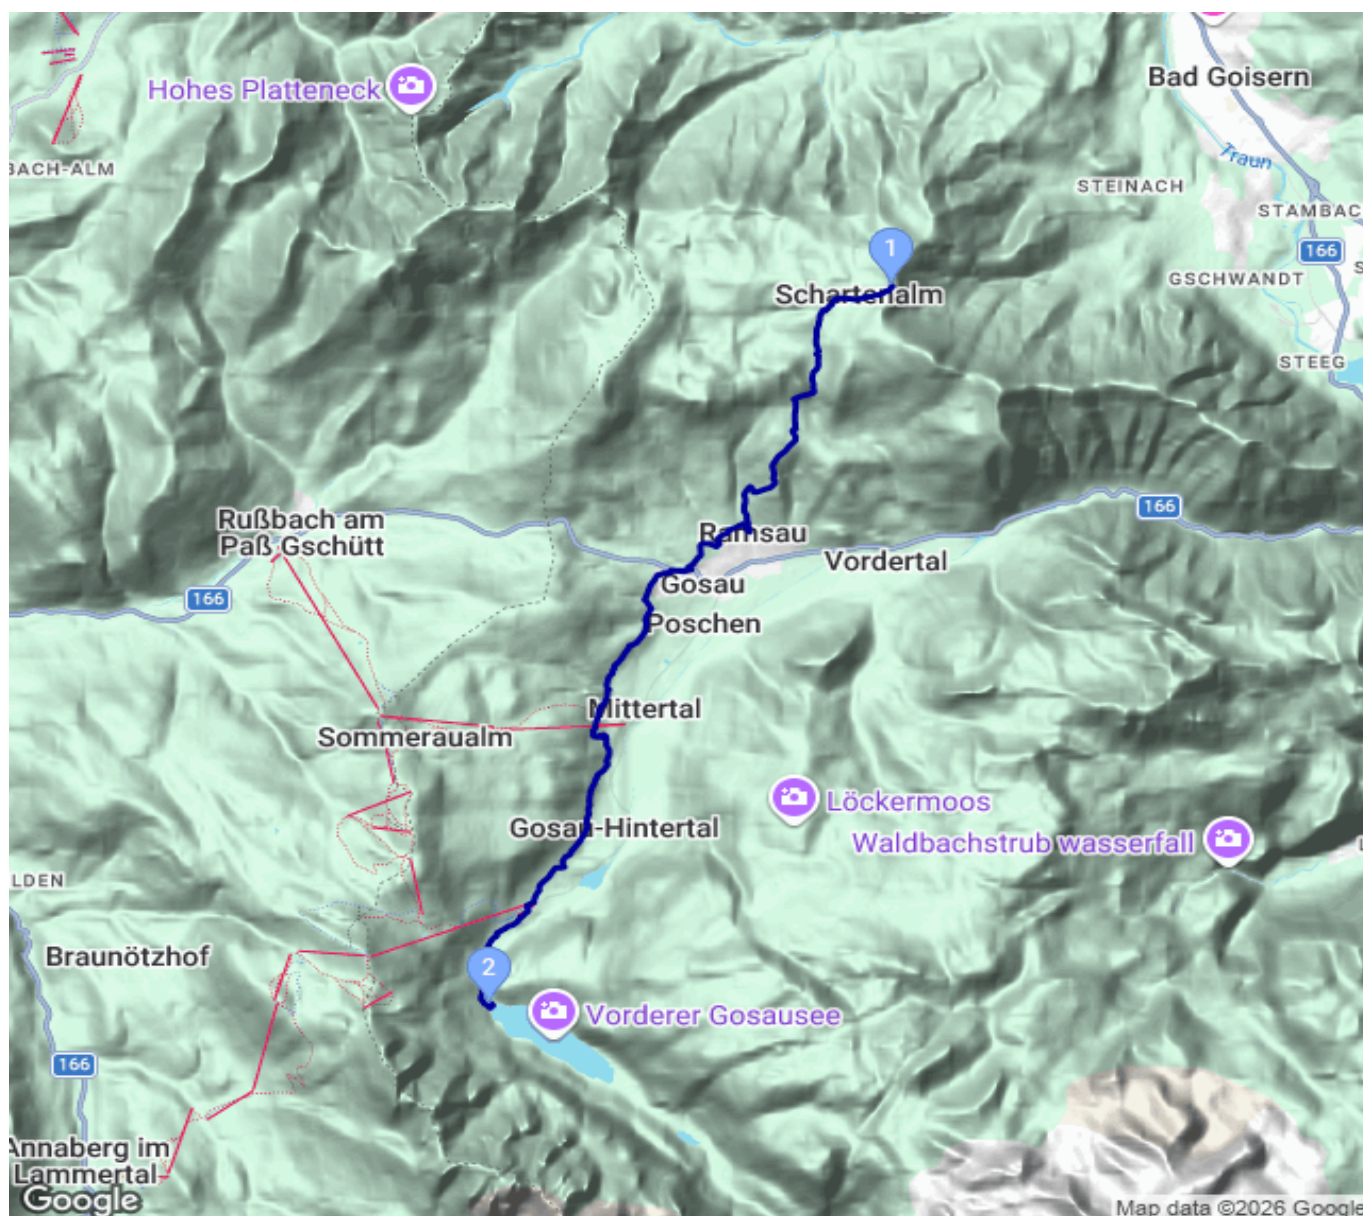 Bad Goisern
Hohes Platteneck
Traun
BACH-ALM
STEINACH
STAMBAC
1
166
GSCHWANDT
S
Schartenalm
STEEG
166
Rußbach am
Paß Gschütt
Ramsau
Vordertal
Gosau
166
Poschen
Mittertal
Sommeraualm
Löckermoos
Gosau-Hintertal
Waldbachstrub wasserfall
LDEN
Braunötzhof
2
Vorderer Gosausee
166
Annaberg im
Lammertal
Google
Map data ©2026 Google